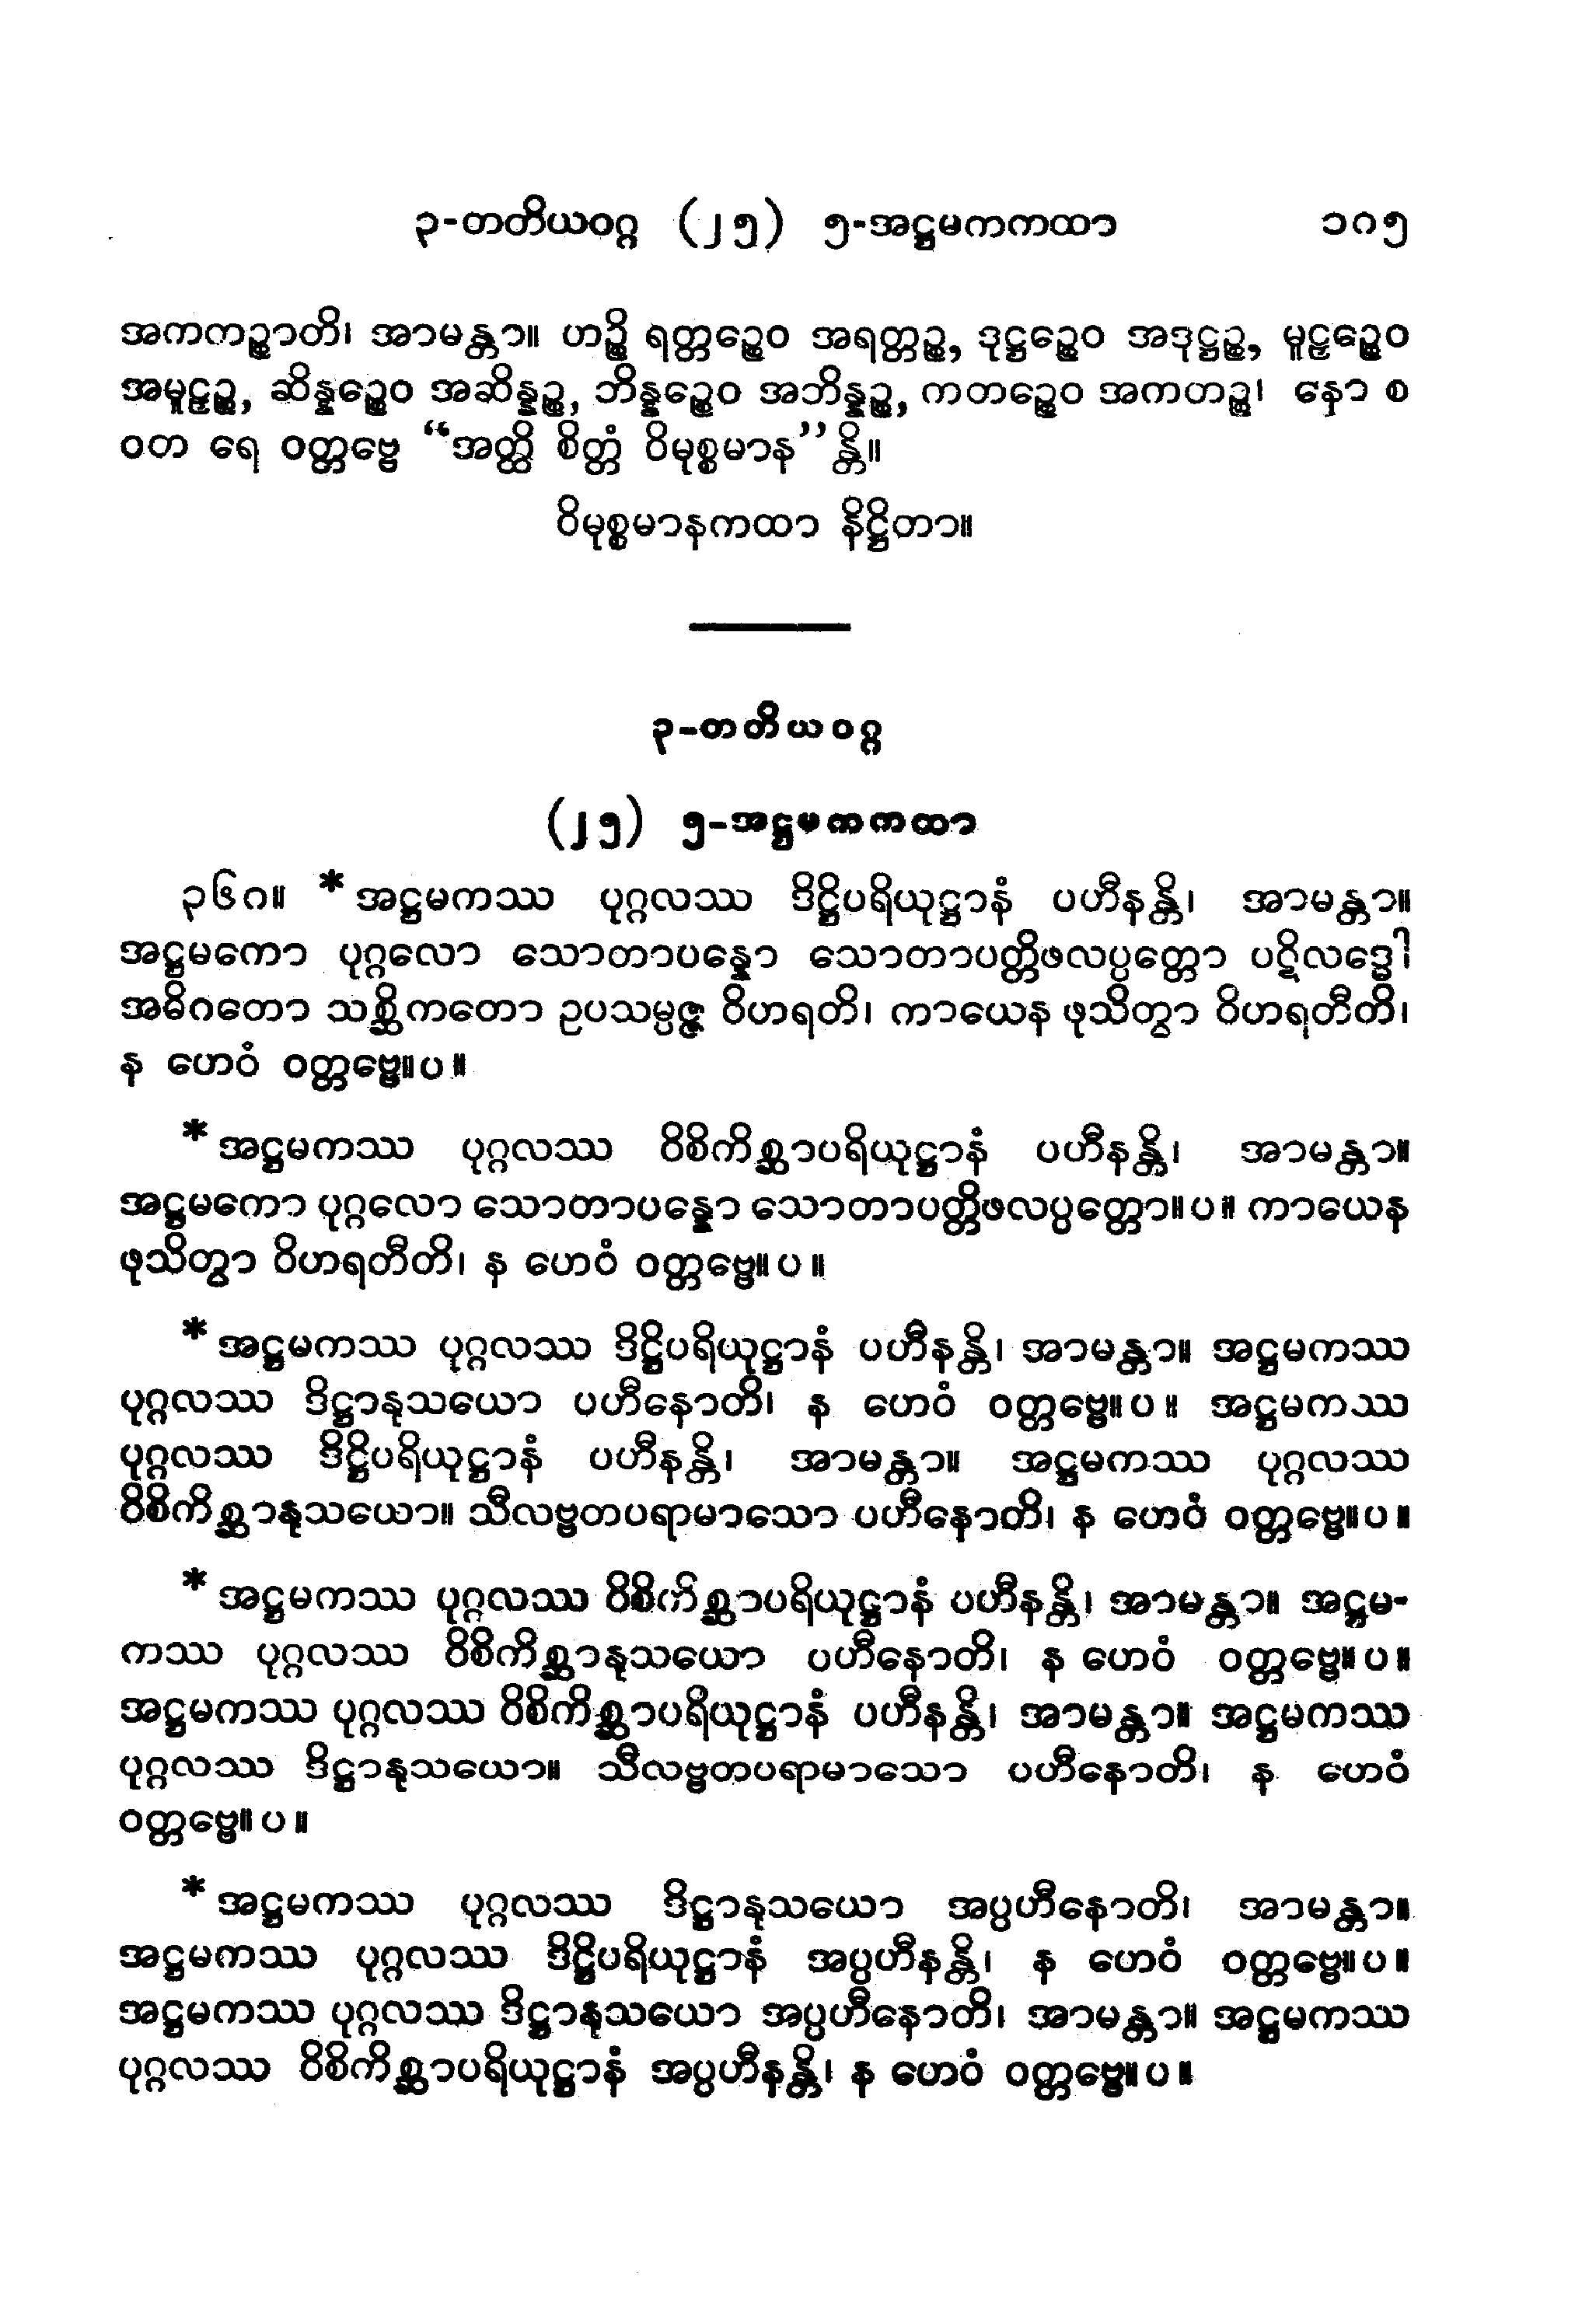 ၃-တတိယဝဂ္ဂ (၂၅) ၅-အဋ္ဌမကကထာ ၁၀၅
အကတဉ္စာတိ၊ အာမန္တာ။ ဟဉ္စိ ရတ္တဉ္စေဝ အရတ္တဉ္စ, ဒုဋ္ဌဉ္စေဝ အဒုဋ္ဌဉ္စ, မူဠှဉ္စေဝ
အမူဠှဉ္စ, ဆိန္နဉ္စေဝ အဆိန္နဉ္စ, ဘိန္နဉ္စေဝ အဘိန္နဉ္စ, ကတဉ္စေဝ အကတဉ္စ၊ နော စ
ဝတ ရေ ဝတ္တဗ္ဗေ “အတ္ထိ စိတ္တံ ဝိမုစ္စမာန”န္တိ။
ဝိမုစ္စမာနကထာ နိဋ္ဌိတာ။
၃-တတိယဝဂ္ဂ
(၂၅) ၅-အဋ္ဌမကကထာ
၃၆၈။ * အဋ္ဌမကဿ ပုဂ္ဂလဿ ဒိဋ္ဌိပရိယုဋ္ဌာနံ ပဟီနန္တိ၊ အာမန္တာ။
အဋ္ဌမကော ပုဂ္ဂလော သောတာပန္နော သောတာပတ္တိဖလပ္ပတ္တော ပဋိလဒ္ဓေါ
အဓိဂတော သစ္ဆိကတော ဥပသမ္ပဇ္ဇ ဝိဟရတိ၊ ကာယေန ဖုသိတွာ ဝိဟရတီတိ၊
န ဟေဝံ ဝတ္တဗ္ဗေ။ပ။
* အဋ္ဌမကဿ ပုဂ္ဂလဿ ဝိစိကိစ္ဆာပရိယုဋ္ဌာနံ ပဟီနန္တိ၊ အာမန္တာ။
အဋ္ဌမကော ပုဂ္ဂလော သောတာပန္နော သောတာပတ္တိဖလပ္ပတ္တော။ပ။ ကာယေန
ဖုသိတွာ ဝိဟရတီတိ၊ န ဟေဝံ ဝတ္တဗ္ဗေ။ပ။
* အဋ္ဌမကဿ ပုဂ္ဂလဿ ဒိဋ္ဌိပရိယုဋ္ဌာနံ ပဟီနန္တိ၊ အာမန္တာ။ အဋ္ဌမကဿ
ပုဂ္ဂလဿ ဒိဋ္ဌာနုသယော ပဟီနောတိ၊ န ဟေဝံ ဝတ္တဗ္ဗေ။ပ။ အဋ္ဌမကဿ
ပုဂ္ဂလဿ ဒိဋ္ဌိပရိယုဋ္ဌာနံ ပဟီနန္တိ၊ အာမန္တာ။ အဋ္ဌမကဿ ပုဂ္ဂလဿ
ဝိစိကိစ္ဆာနုသယော။ သီလဗ္ဗတပရာမာသော ပဟီနောတိ၊ န ဟေဝံ ဝတ္တဗ္ဗေ။ပ။
* အဋ္ဌမကဿ ပုဂ္ဂလဿ ဝိစိကိစ္ဆာပရိယုဋ္ဌာနံ ပဟီနန္တိ၊ အာမန္တာ။ အဋ္ဌမ-
ကဿ ပုဂ္ဂလဿ ဝိစိကိစ္ဆာနုသယော ပဟီနောတိ၊ န ဟေဝံ ဝတ္တဗ္ဗေ။ပ။
အဋ္ဌမကဿ ပုဂ္ဂလဿ ဝိစိကိစ္ဆာပရိယုဋ္ဌာနံ ပဟီနန္တိ၊ အာမန္တာ။ အဋ္ဌမကဿ
ပုဂ္ဂလဿ ဒိဋ္ဌာနုသယော။ သီလဗ္ဗတပရာမာသော ပဟီနောတိ၊ န ဟေဝံ
ဝတ္တဗ္ဗေ။ပ။
* အဋ္ဌမကဿ ပုဂ္ဂလဿ ဒိဋ္ဌာနုသယော အပ္ပဟီနောတိ၊ အာမန္တာ။
အဋ္ဌမကဿ ပုဂ္ဂလဿ ဒိဋ္ဌိပရိယုဋ္ဌာနံ အပ္ပဟီနန္တိ၊ န ဟေဝံ ဝတ္တဗ္ဗေ။ပ။
အဋ္ဌမကဿ ပုဂ္ဂလဿ ဒိဋ္ဌာနုသယော အပ္ပဟီနောတိ၊ အာမန္တာ။ အဋ္ဌမကဿ
ပုဂ္ဂလဿ ဝိစိကိစ္ဆာပရိယုဋ္ဌာနံ အပ္ပဟီနန္တိ၊ န ဟေဝံ ဝတ္တဗ္ဗေ။ပ။